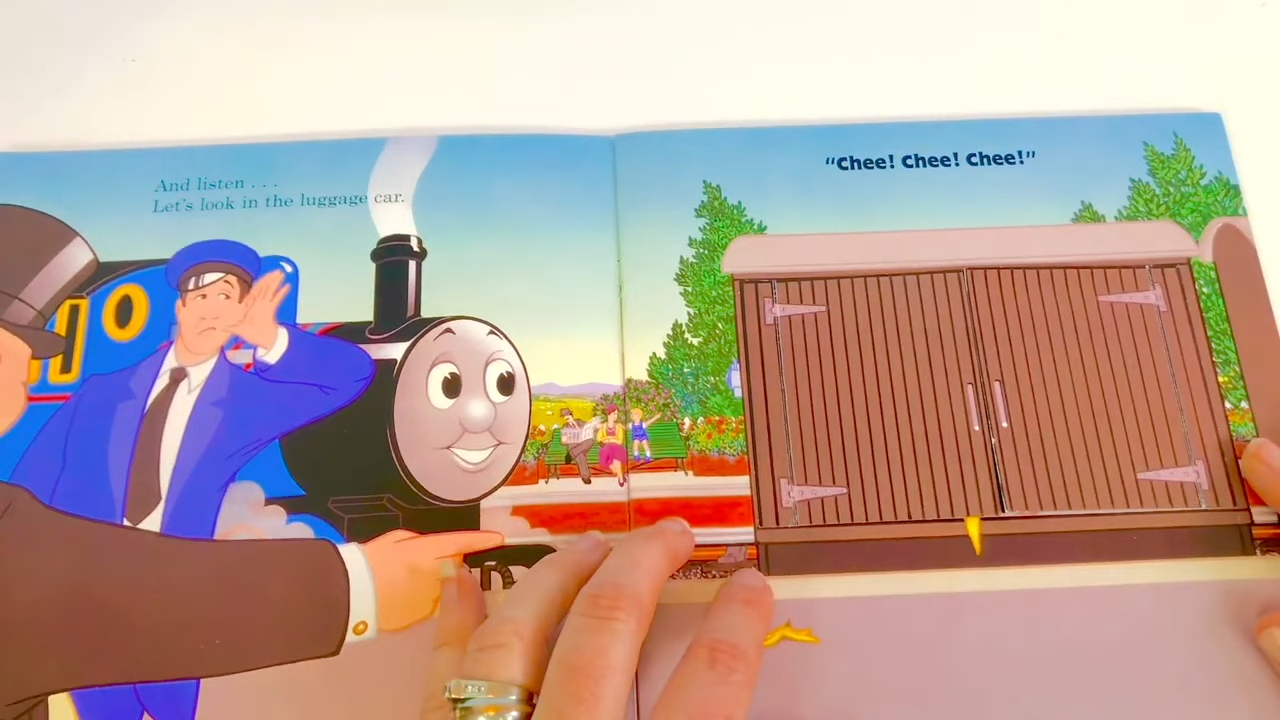 And listen . . .
Let's look in the luggage car.
"Chee! Chee! Chee!"